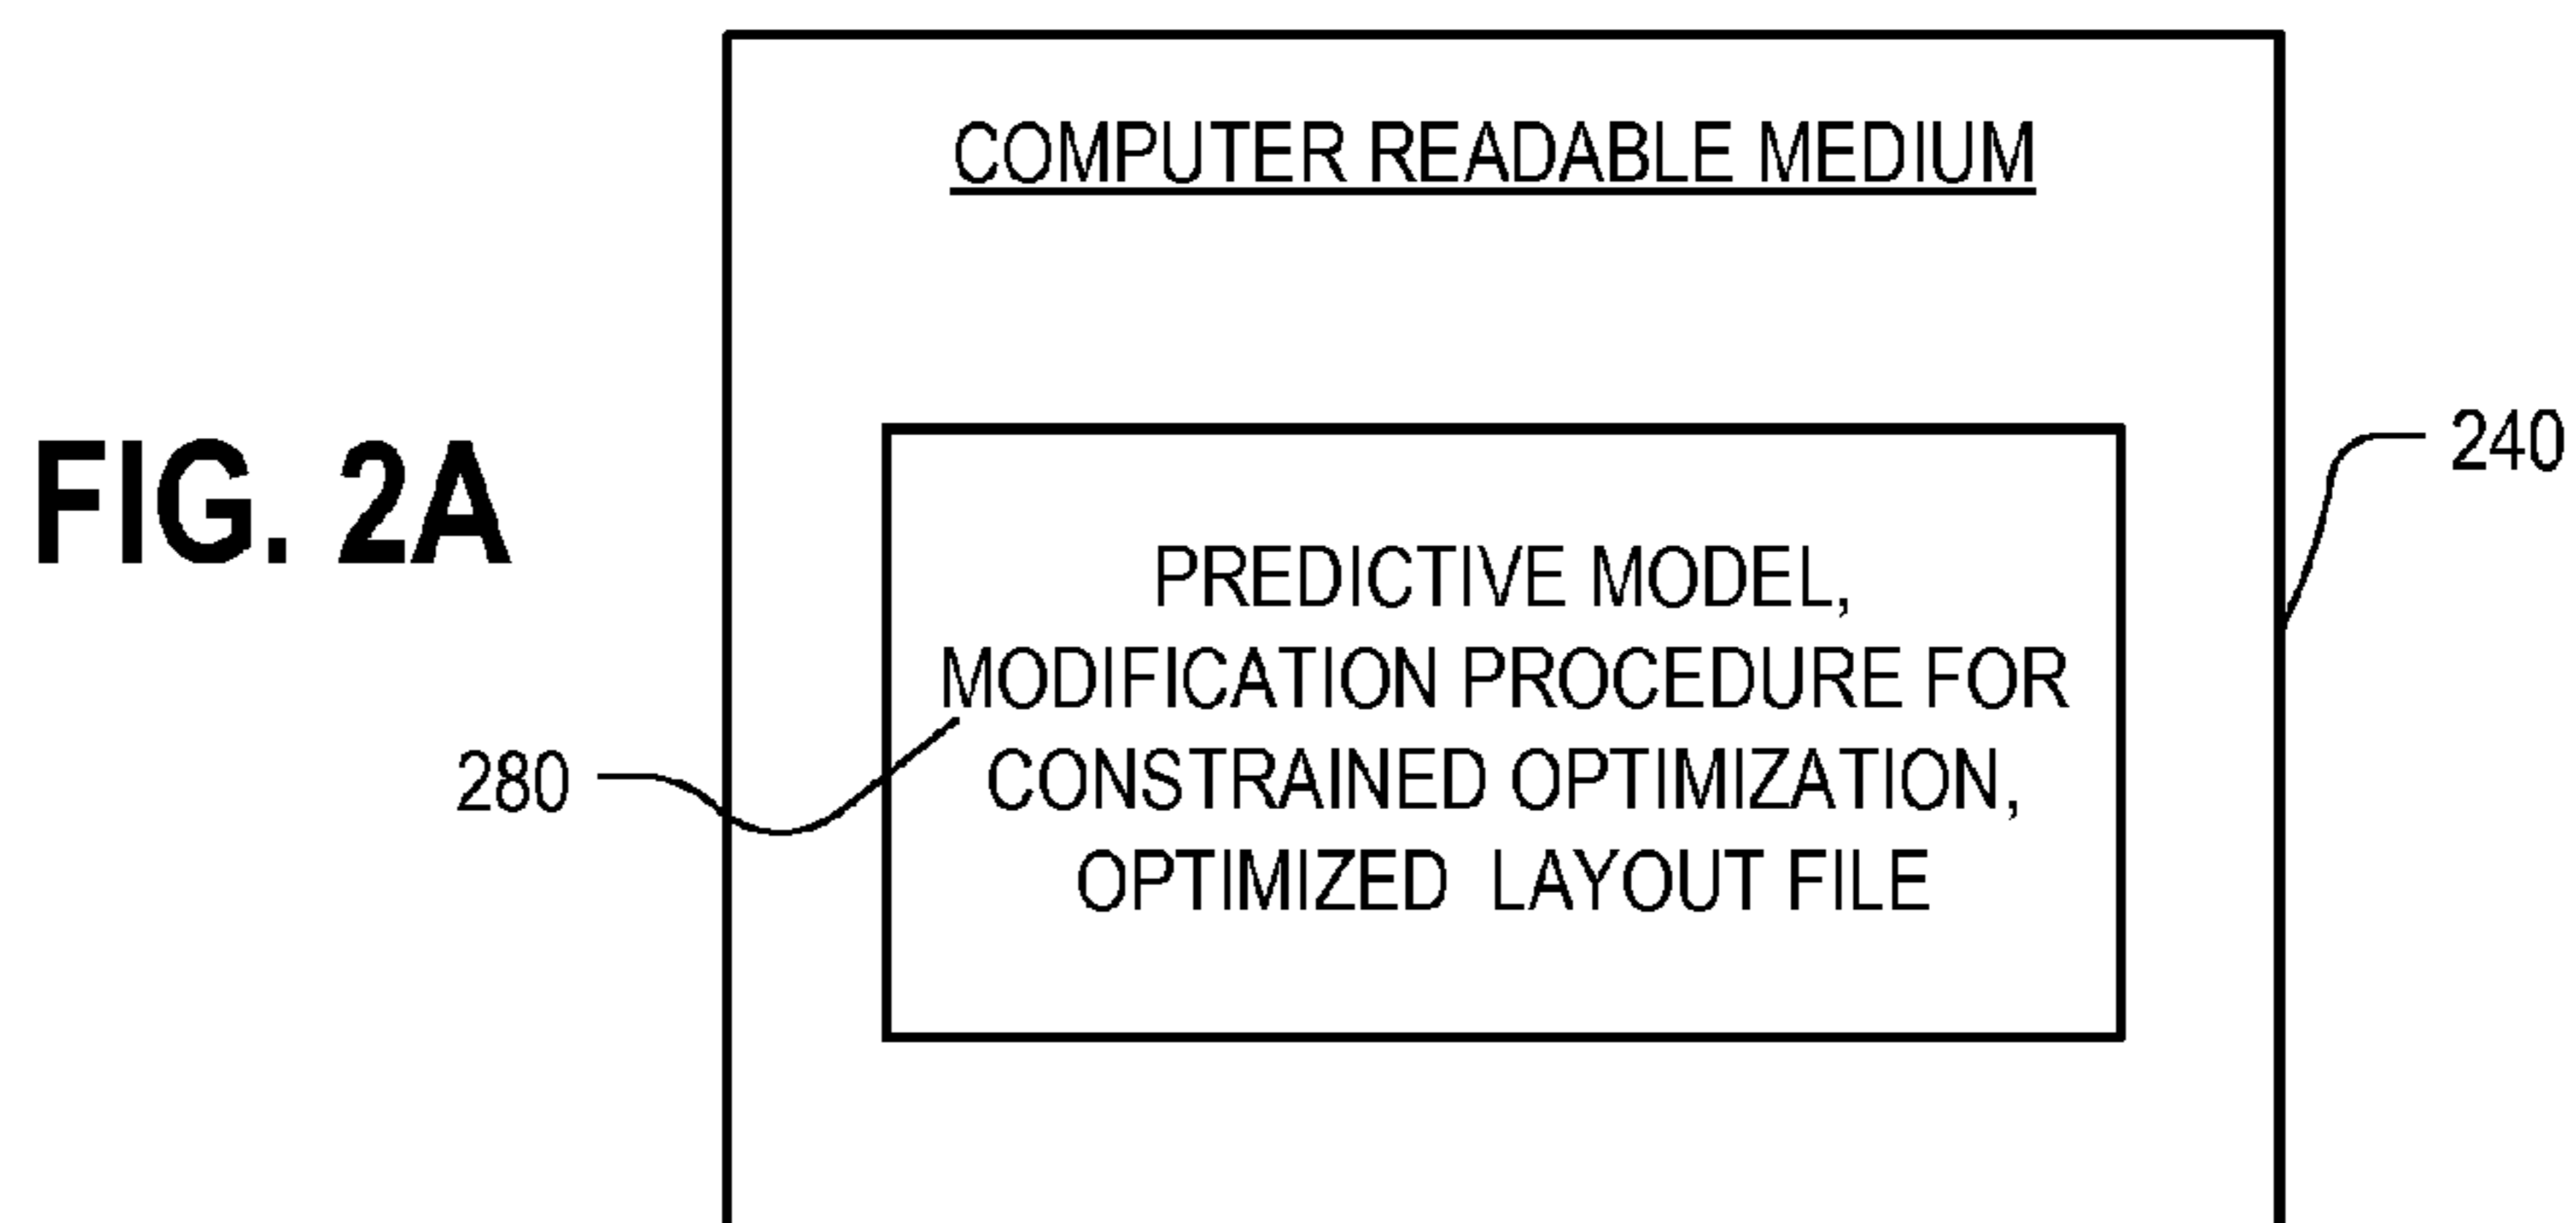 COMPUTER READABLE MEDIUM
FIG. 2A
240
PREDICTIVE MODEL,
MODIFICATION PROCEDURE FOR
CONSTRAINED OPTIMIZATION,
OPTIMIZED LAYOUT FILE
280